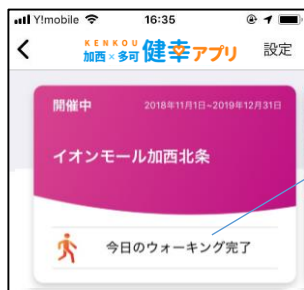 Y!mobile 16:35
KENKOU
加西×多可 健幸アプリ 設定
開催中 2018年11月1日~2019年12月31日
イオンモール加西北条
今日のウォーキング完了